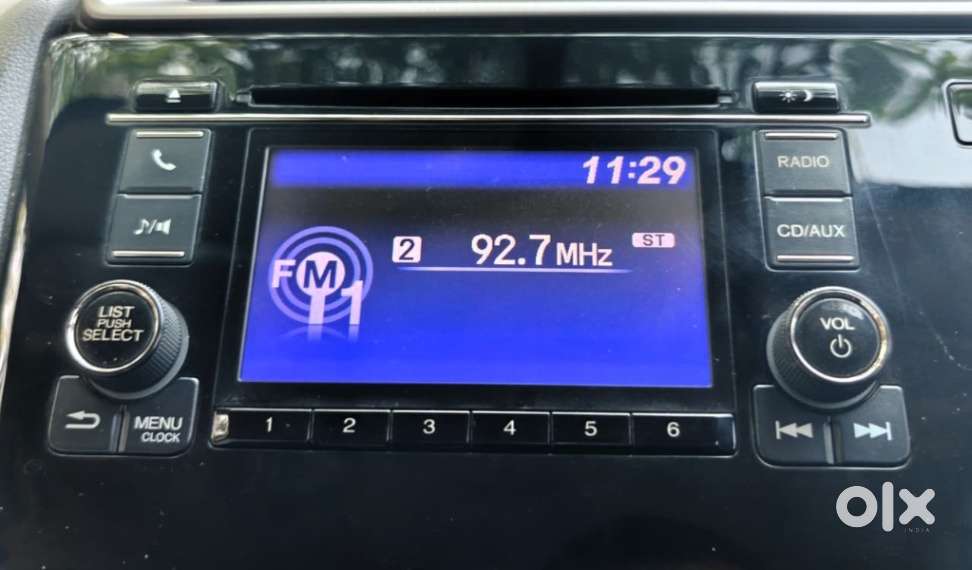 11:29
RADIO
CD/AUX
2 92.7 MHz ST
FM
1
LIST
PUSH
SELECT
VOL
MENU
CLOCK
1 2 3 4 5 6
olx
INDIA